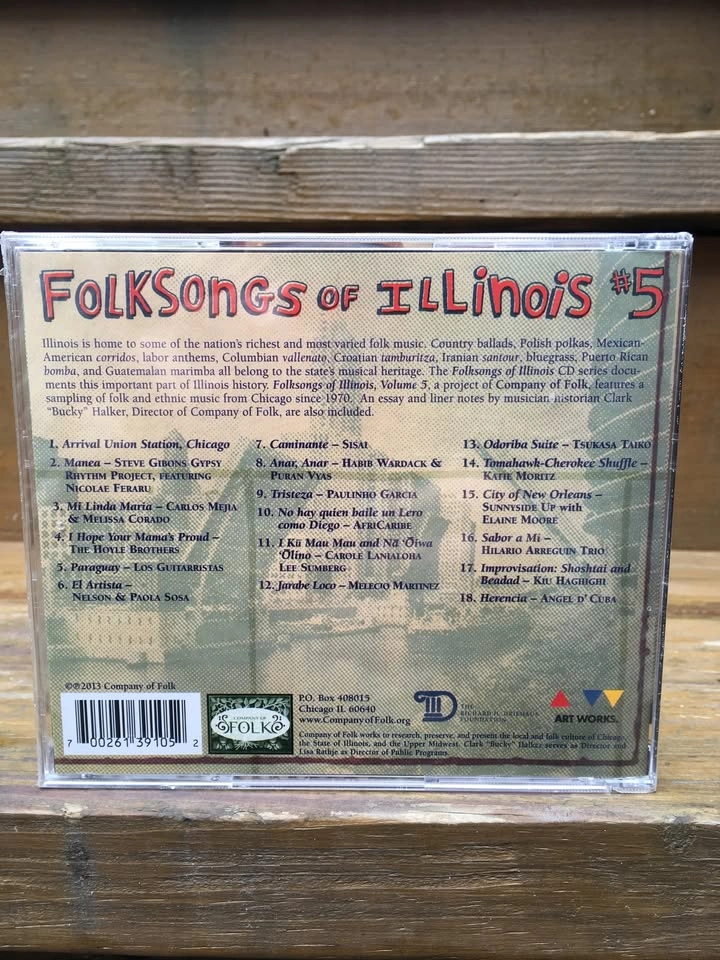 FOLKSONGS OF ILLINOIS #5
Illinois is home to some of the nation's richest and most varied folk music. Country ballads, Polish polkas, Mexican-
American corridos, labor anthems, Columbian vallenato, Croatian tamburitza, Iranian santour, bluegrass, Puerto Rican
bomba, and Guatemalan marimba all belong to the state's musical heritage. The Folksongs of Illinois CD series docu-
ments this important part of Illinois history. Folksongs of Illinois, Volume 5, a project of Company of Folk, features a
sampling of folk and ethnic music from Chicago since 1970. An essay and liner notes by musician historian Clark
"Bucky" Halker, Director of Company of Folk, are also included.
1. Arrival Union Station, Chicago
2. Manea – STEVE GIBONS GYPSY
RHYTHM PROJECT, FEATURING
NICOLAE FERARU
3. Mi Linda Maria – CARLOS MEJIA
& MELISSA CORADO
4. I Hope Your Mama's Proud –
THE HOYLE BROTHERS
5. Paraguay – LOS GUITARRISTAS
6. El Artista –
NELSON & PAOLA SOSA
7. Caminante – SISAI
8. Anar, Anar – HABIB WARDACK &
PURAN VYAS
9. Tristeza – PAULINHO GARCIA
10. No hay quien baile un Lero
como Diego – AFRICARIBE
11. I Kū Mau Mau and Nā 'Ōiwa
'Ōlino – CAROLE LANIALOHA
LEE SUMBERG
12. Jarabe Loco – MELECIO MARTINEZ
13. Odoriba Suite – TSUKASA TAIKO
14. Tomahawk-Cherokee Shuffle –
KATIE MORITZ
15. City of New Orleans –
SUNNYSIDE UP with
ELAINE MOORE
16. Sabor a Mi –
HILARIO ARREGUIN TRIO
17. Improvisation: Shoshtai and
Beadad – KIU HAGHIGHI
18. Herencia – ANGEL D' CUBA
©℗2013 Company of Folk
7 00261 39105 2
COMPANY OF
FOLK
P.O. Box 408015
Chicago IL 60640
www.CompanyofFolk.org
THE
RICHARD H. DRIEHAUS
FOUNDATION
ART WORKS.
Company of Folk works to research, preserve, and present the local and folk culture of Chicago,
the State of Illinois, and the Upper Midwest. Clark "Bucky" Halker serves as Director and
Lisa Rathje as Director of Public Programs.